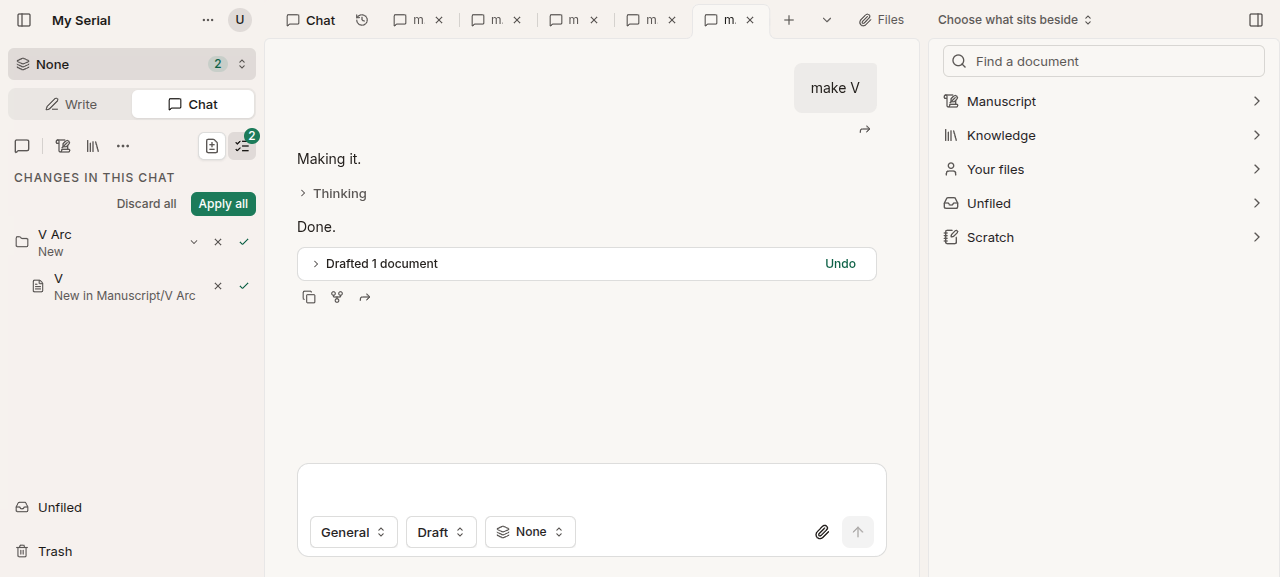 My Serial
U
None
2
Write
Chat
2
CHANGES IN THIS CHAT
Discard all
Apply all
V Arc
New
V
New in Manuscript/V Arc
Unfiled
Trash
Chat
m.
m.
m
m.
m.
Files
Choose what sits beside
make V
Making it.
Thinking
Done.
Drafted 1 document
Undo
General
Draft
None
Find a document
Manuscript
Knowledge
Your files
Unfiled
Scratch